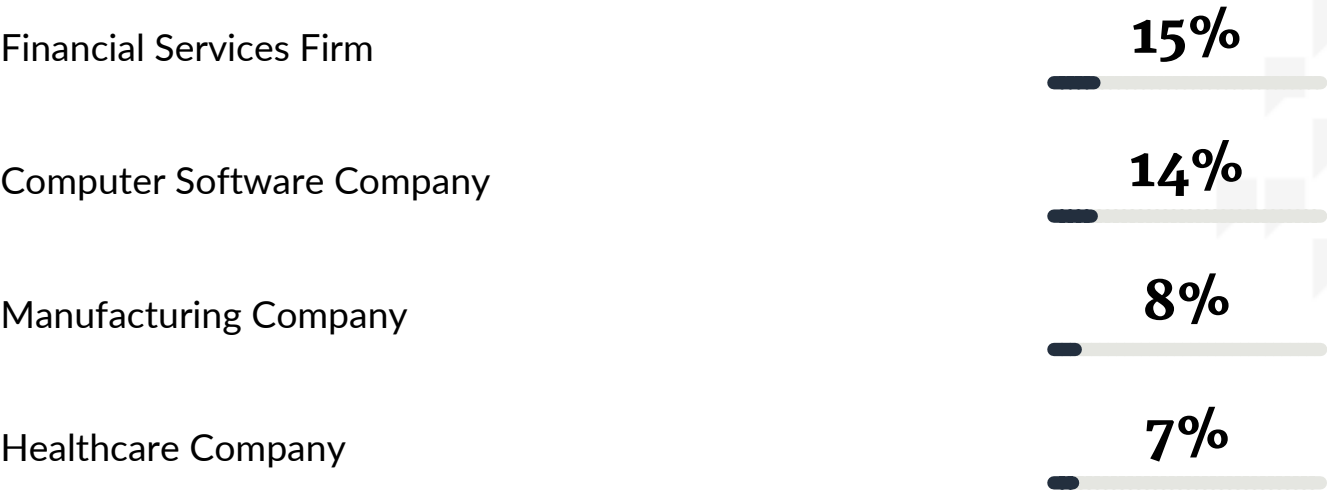 Financial Services Firm 15%
Computer Software Company 14%
Manufacturing Company 8%
Healthcare Company 7%